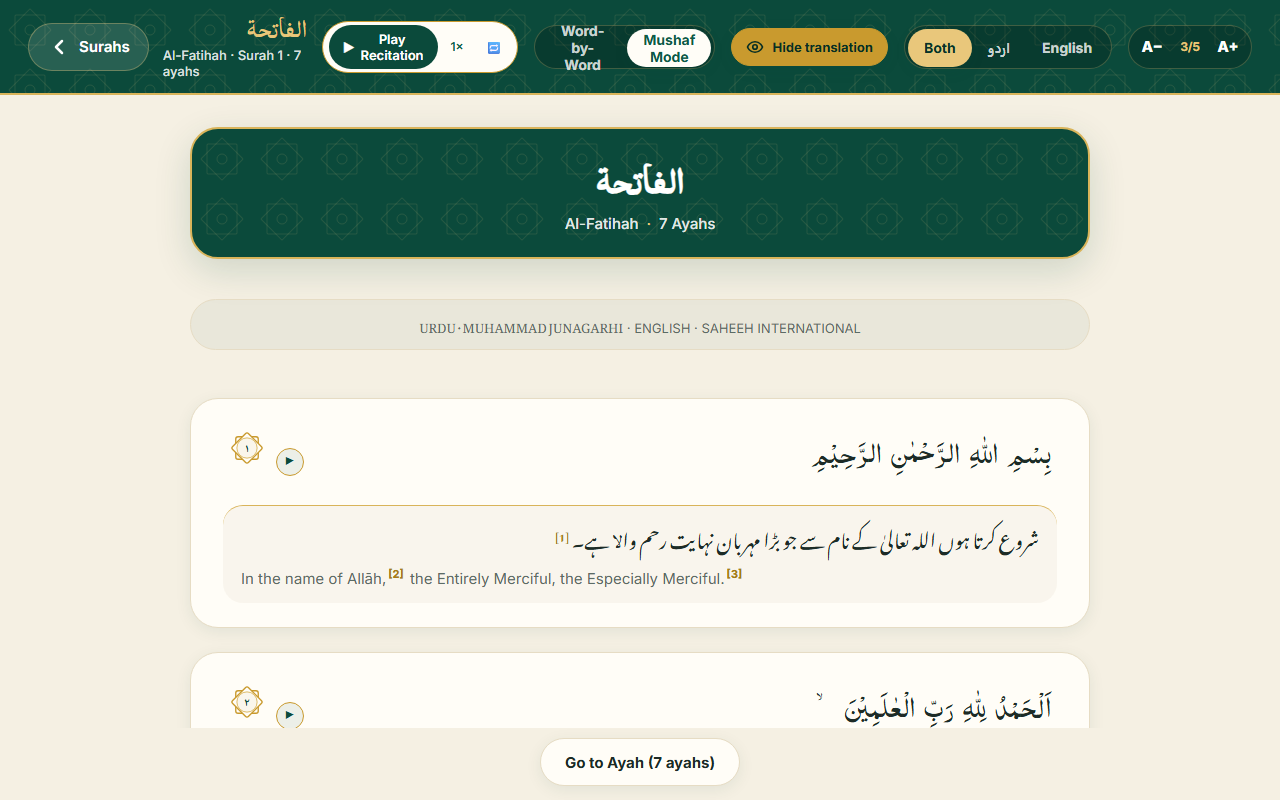 Surahs
الفاتحة
Al-Fatihah · Surah 1 · 7
ayahs
Play
Recitation
1×
Word-
by-
Word
Mushaf
Mode
Hide translation
Both
اردو
English
A−
3/5
A+
الفاتحة
Al-Fatihah · 7 Ayahs
URDU · MUHAMMAD JUNAGARHI · ENGLISH · SAHEEH INTERNATIONAL
١
بِسْمِ اللّٰهِ الرَّحْمٰنِ الرَّحِيْمِ
شروع کرتا ہوں اللہ تعالیٰ کے نام سے جو بڑا مہربان نہایت رحم والا ہے۔ [1]
In the name of Allāh,[2] the Entirely Merciful, the Especially Merciful.[3]
٢
اَلْحَمْدُ لِلّٰهِ رَبِّ الْعٰلَمِيْنَ ۙ
Go to Ayah (7 ayahs)